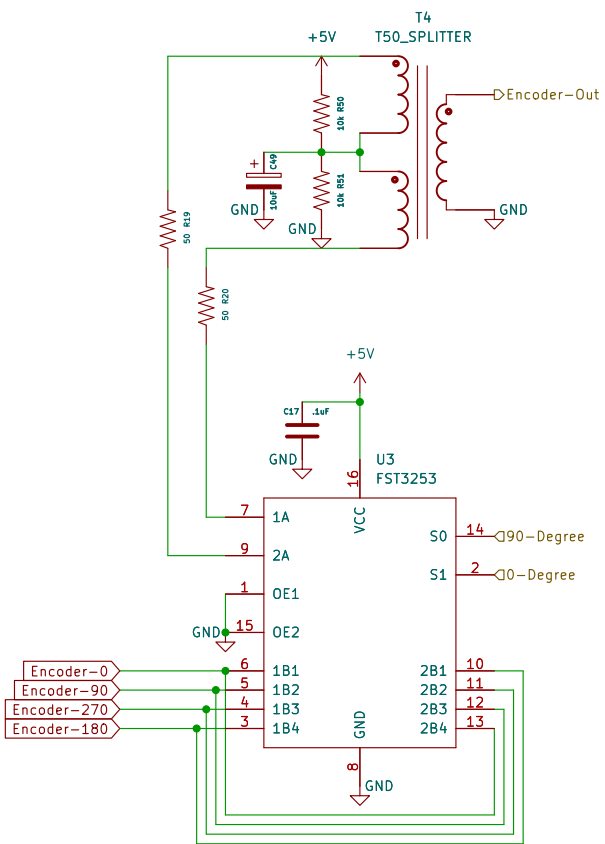 T4
T50_SPLITTER
+5V
Encoder-Out
10k R50
C49
+
10uF
10k R51
GND
GND
GND
50 R19
50 R20
+5V
C17 .1uF
GND
U3
FST3253
16
VCC
7 1A
9 2A
1 OE1
GND 15 OE2
S0 14 90-Degree
S1 2 0-Degree
Encoder-0 6 1B1 2B1 10
Encoder-90 5 1B2 2B2 11
Encoder-270 4 1B3 2B3 12
Encoder-180 3 1B4 2B4 13
GND
8
GND